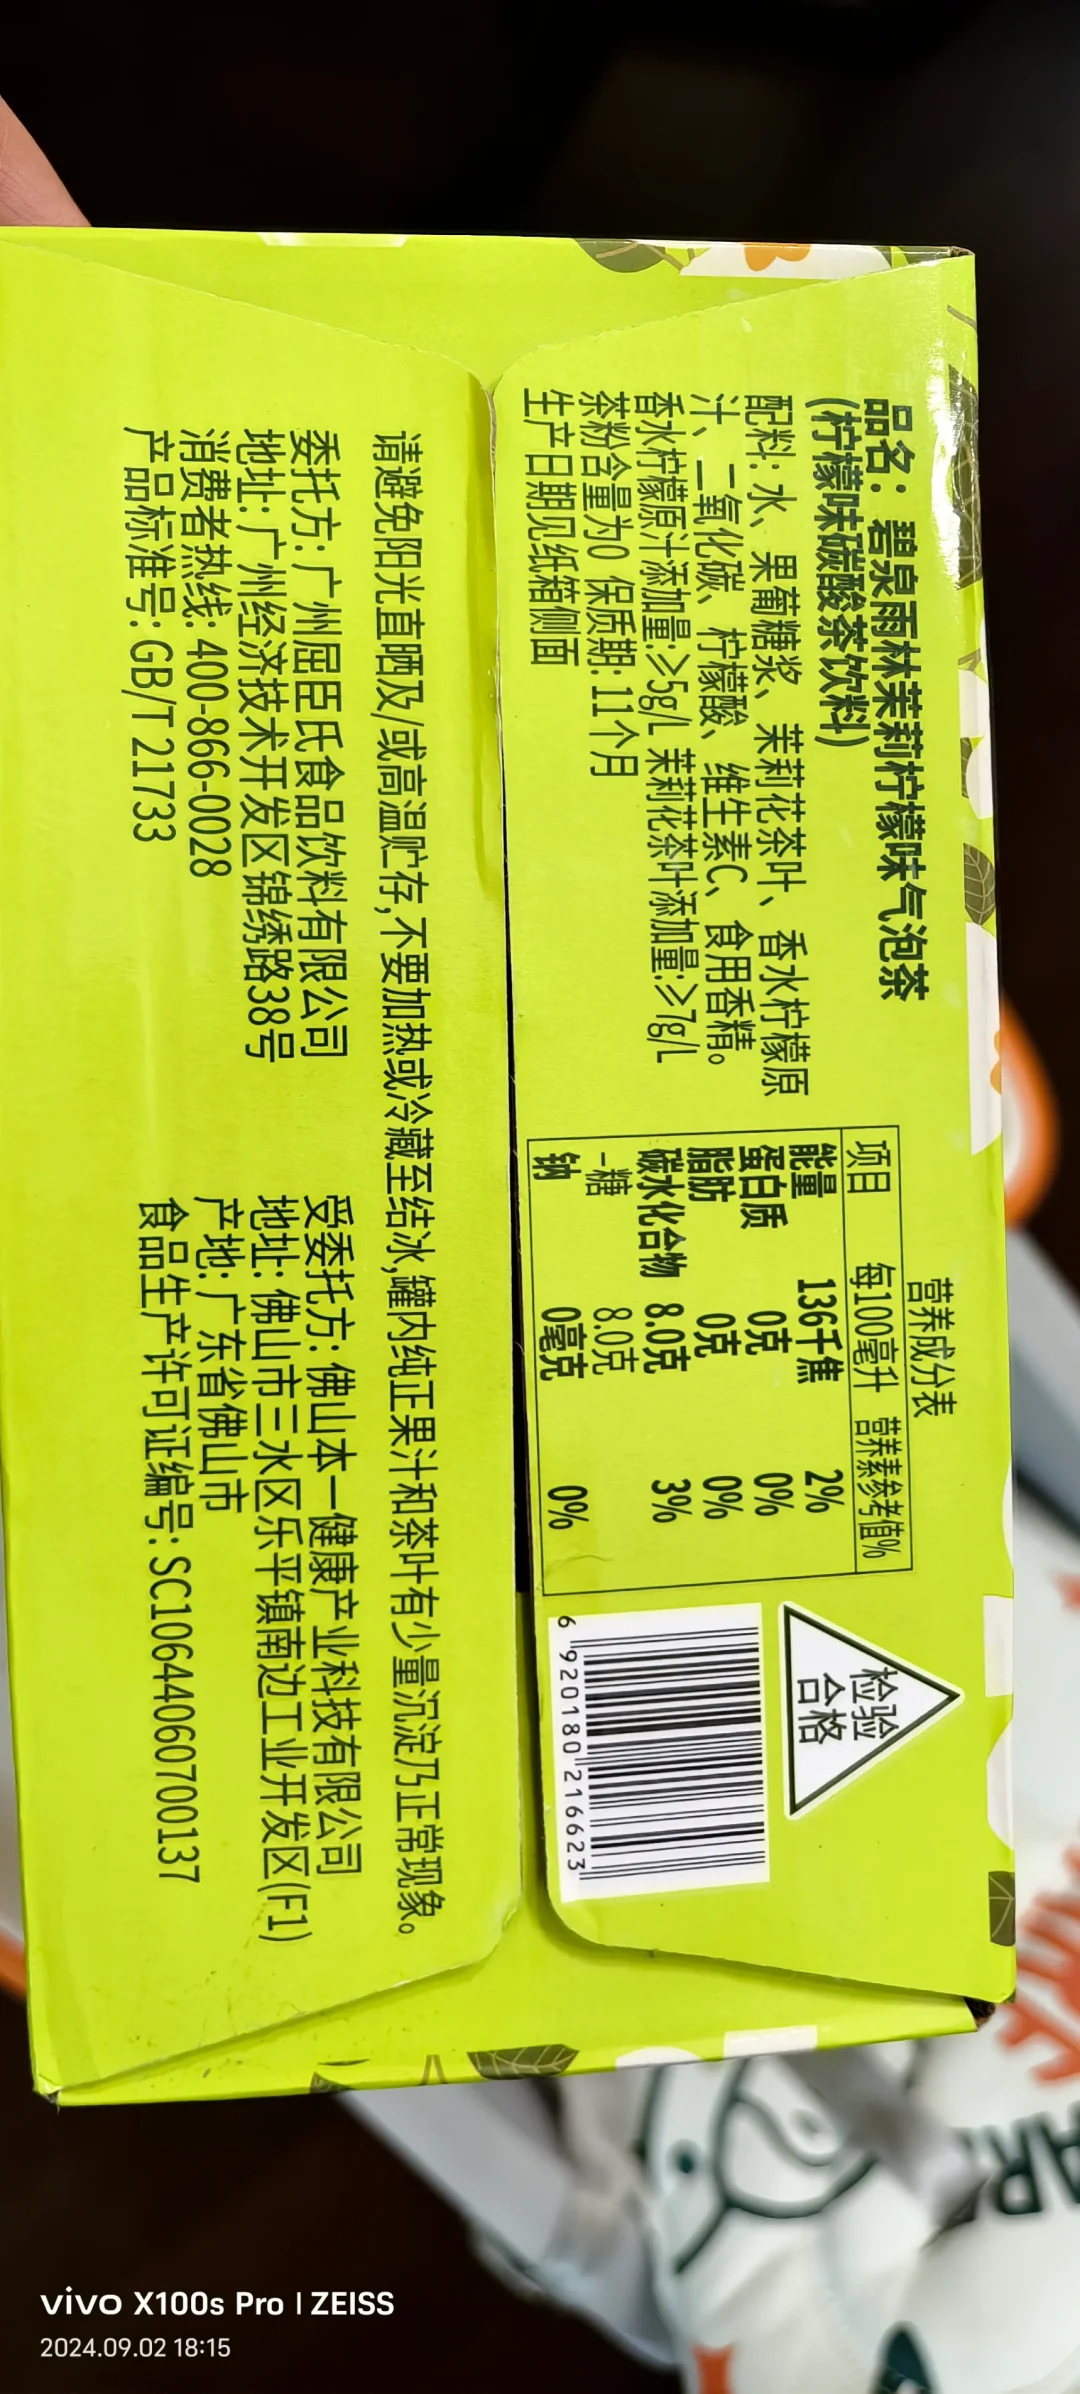 品名: 碧泉雨林茉莉柠檬味气泡茶
(柠檬味碳酸茶饮料)
配料: 水、果葡糖浆、茉莉花茶叶、香水柠檬原
汁、二氧化碳、柠檬酸、维生素C、食用香精。
香水柠檬原汁添加量:≥5g/L 茉莉花茶叶添加量:≥7g/L
茶粉含量为0 保质期: 11个月
生产日期见纸箱侧面
营养成分表
项目 每100毫升 营养素参考值%
能量 136千焦 2%
蛋白质 0克 0%
脂肪 0克 0%
碳水化合物 8.0克 3%
-糖 8.0克
钠 0毫克 0%
检验
合格
6 920180 216623
请避免阳光直晒及/或高温贮存,不要加热或冷藏至结冰,罐内纯正果汁和茶叶有少量沉淀乃正常现象。
委托方: 广州屈臣氏食品饮料有限公司
地址: 广州经济技术开发区锦绣路38号
消费者热线: 400-866-0028
产品标准号: GB/T 21733
受委托方: 佛山本一健康产业科技有限公司
地址: 佛山市三水区乐平镇南边工业开发区(F1)
产地: 广东省佛山市
食品生产许可证编号: SC10644060700137
vivo X100s Pro | ZEISS
2024.09.02 18:15